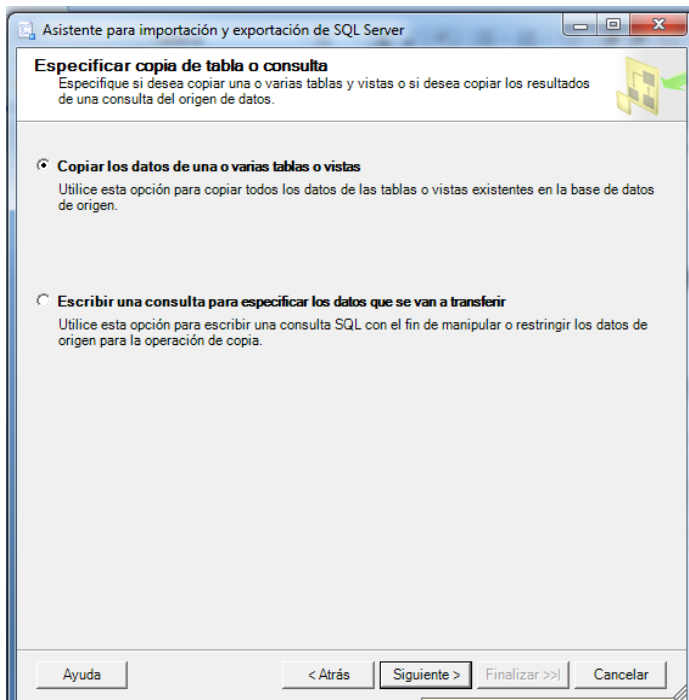 Asistente para importación y exportación de SQL Server
Especificar copia de tabla o consulta
Especifique si desea copiar una o varias tablas y vistas o si desea copiar los resultados
de una consulta del origen de datos.
Copiar los datos de una o varias tablas o vistas
Utilice esta opción para copiar todos los datos de las tablas o vistas existentes en la base de datos
de origen.
Escribir una consulta para especificar los datos que se van a transferir
Utilice esta opción para escribir una consulta SQL con el fin de manipular o restringir los datos de
origen para la operación de copia.
Ayuda
< Atrás
Siguiente >
Finalizar >>|
Cancelar